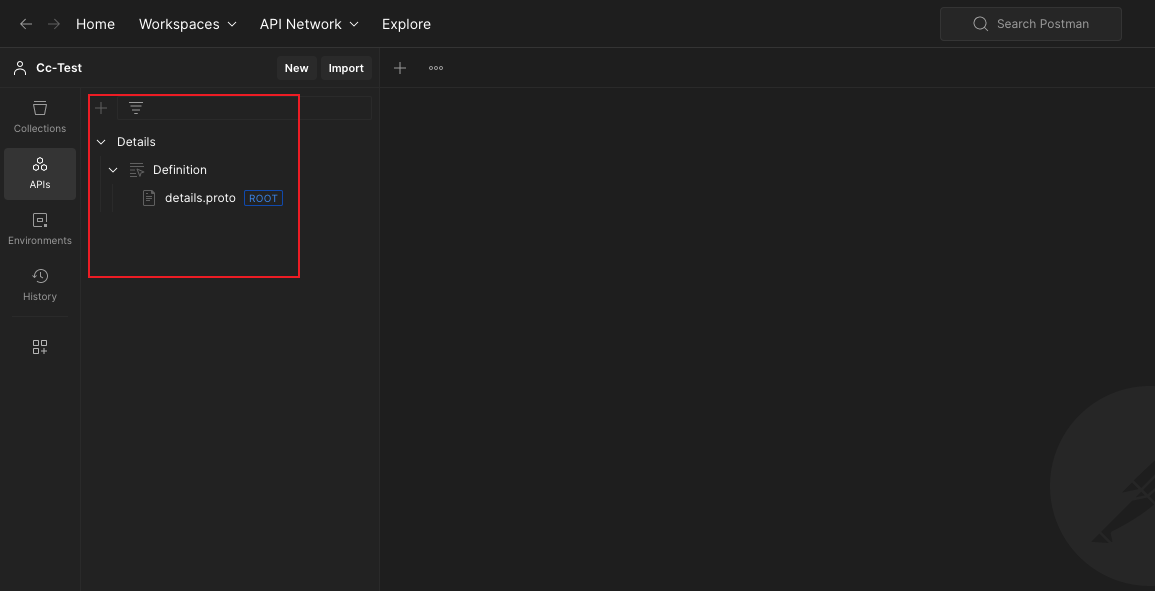 Home Workspaces API Network Explore Search Postman
Cc-Test New Import
Collections
APIs
Environments
History
Details
Definition
details.proto ROOT